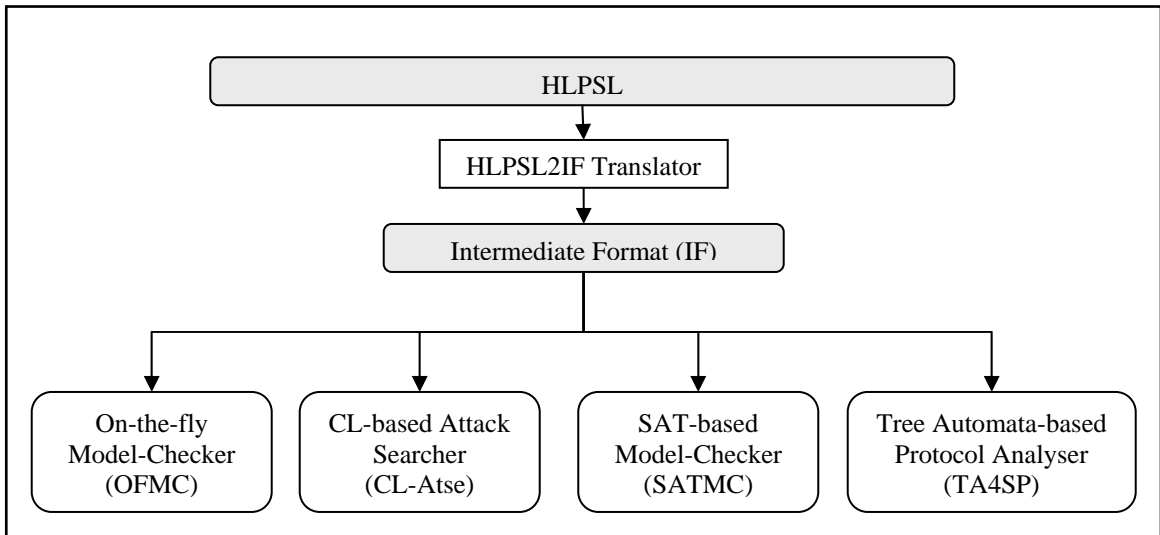 HLPSL
HLPSL2IF Translator
Intermediate Format (IF)
On-the-fly
Model-Checker
(OFMC)
CL-based Attack
Searcher
(CL-Atse)
SAT-based
Model-Checker
(SATMC)
Tree Automata-based
Protocol Analyser
(TA4SP)